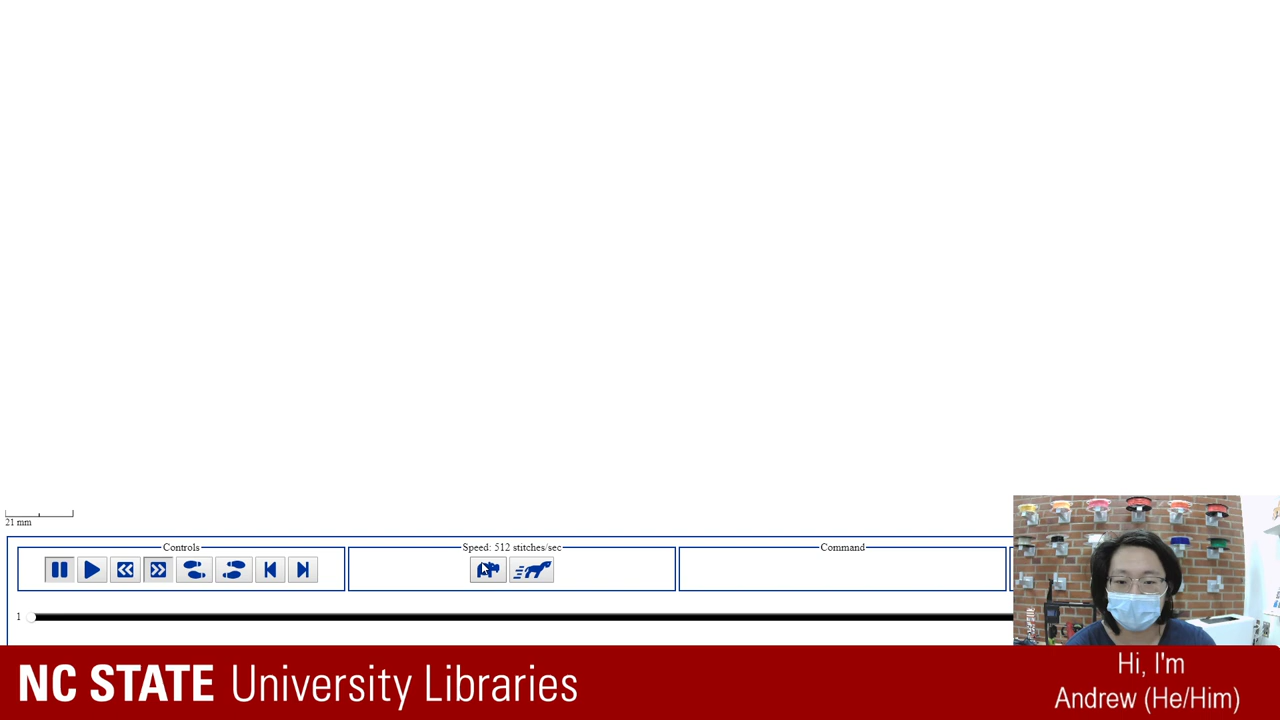 21 mm
Controls
Speed: 512 stitches/sec
Command
1
NC STATE University Libraries
Hi, I'm
Andrew (He/Him)